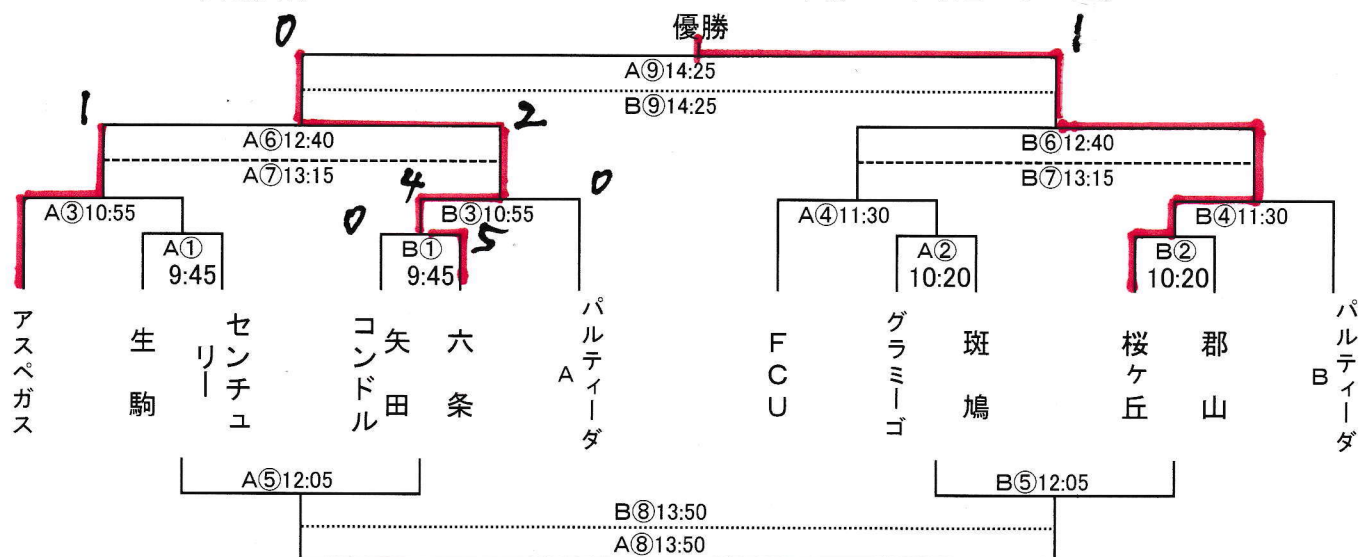 優勝
0
1
A⑨14:25
B⑨14:25
1
2
A⑥12:40
A⑦13:15
B⑥12:40
B⑦13:15
4
0
A③10:55
B③10:55
A④11:30
B④11:30
0
5
A①
9:45
B①
9:45
A②
10:20
B②
10:20
アスペガス
生駒
センチュリー
矢田コンドル
六条
パルティーダA
FCU
グラミーゴ
斑鳩
桜ケ丘
郡山
パルティーダB
A⑤12:05
B⑤12:05
B⑧13:50
A⑧13:50